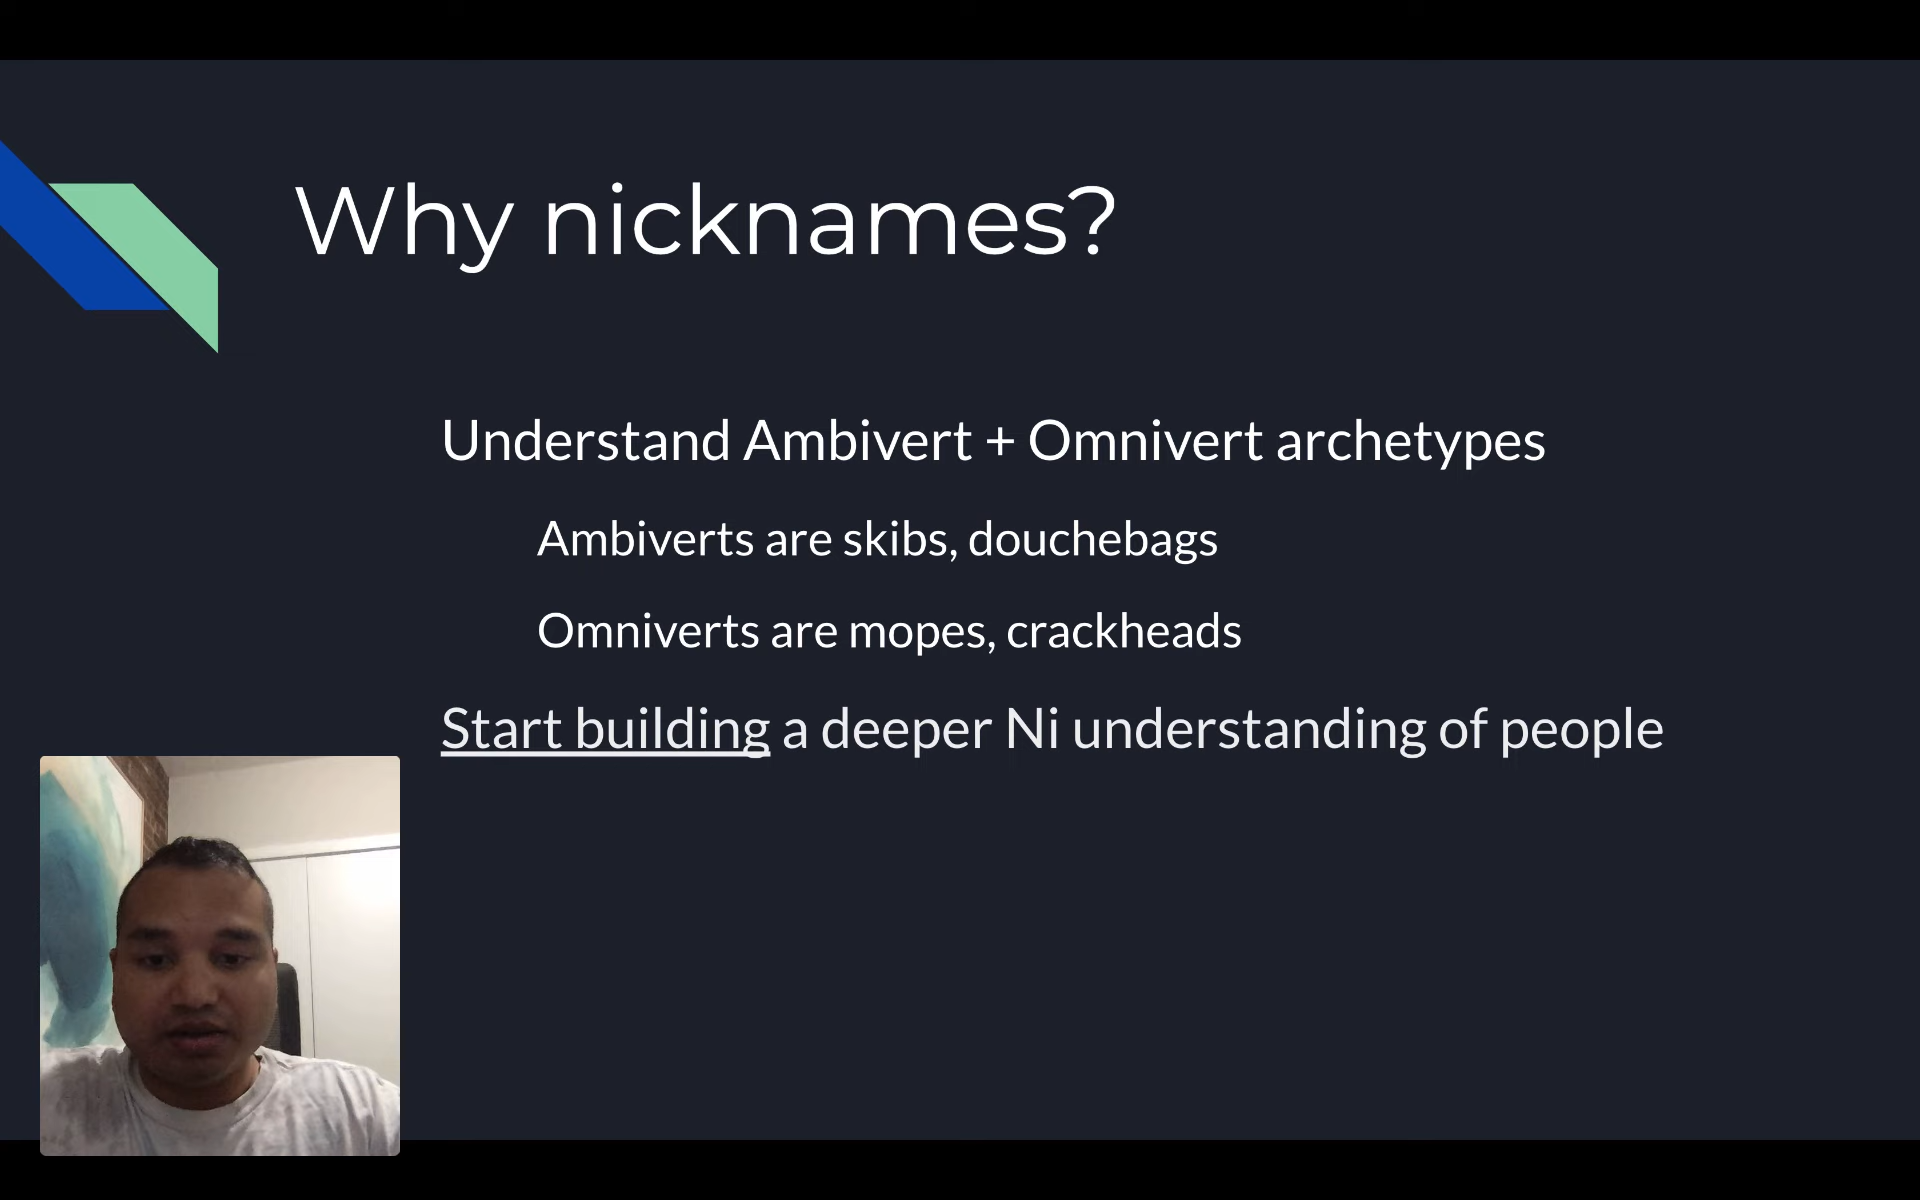 Why nicknames?
Understand Ambivert + Omnivert archetypes
Ambiverts are skibs, douchebags
Omniverts are mopes, crackheads
Start building a deeper Ni understanding of people